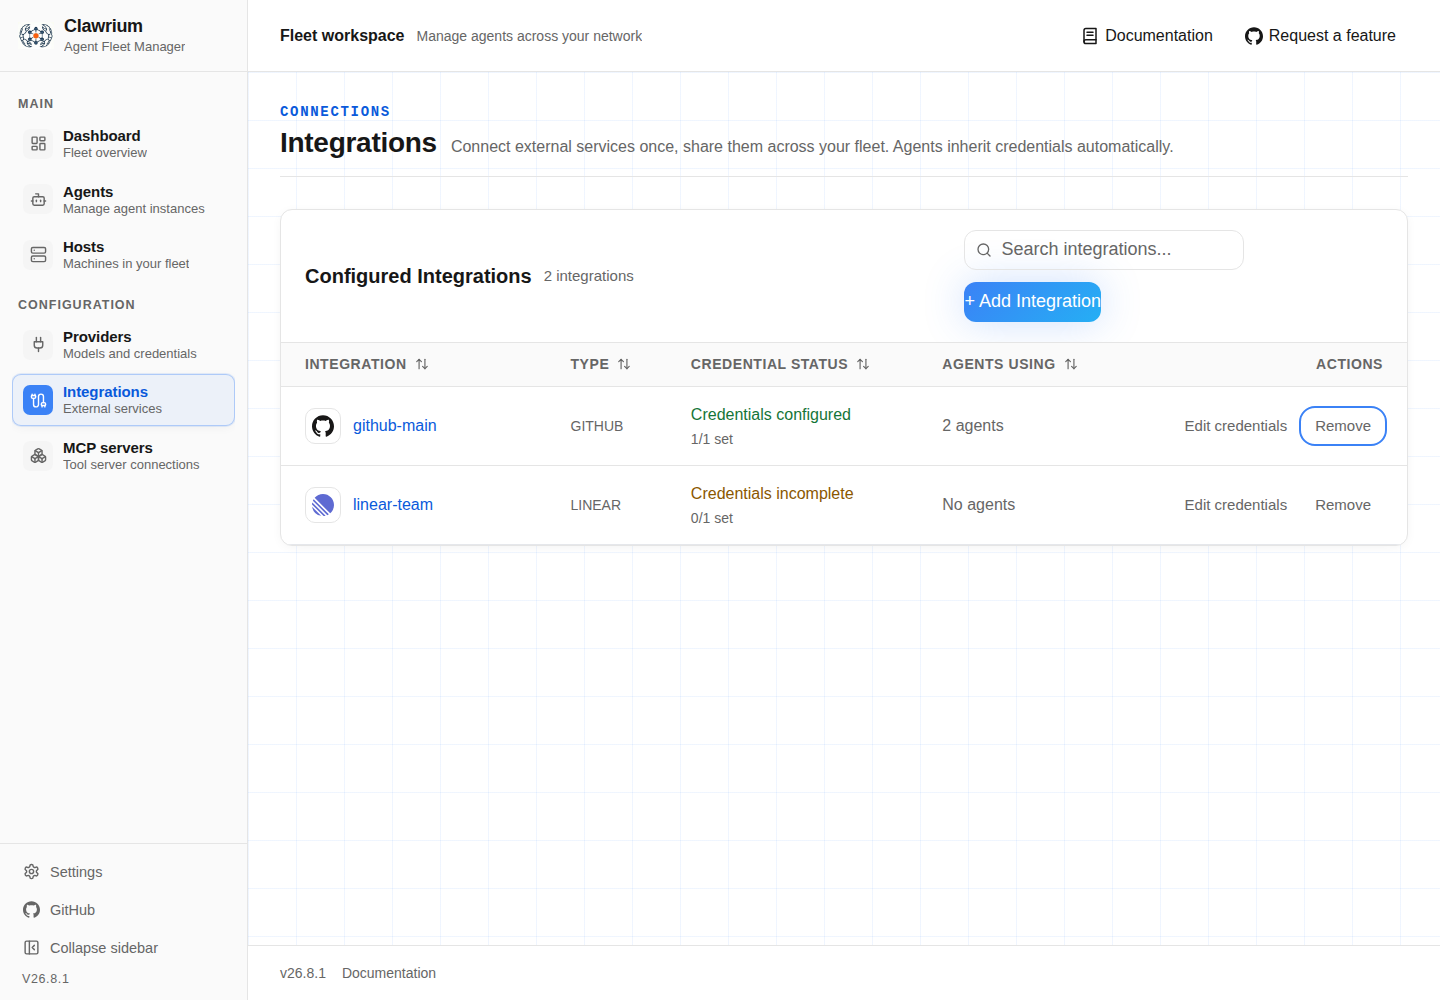 Clawrium
Agent Fleet Manager
MAIN
Dashboard
Fleet overview
Agents
Manage agent instances
Hosts
Machines in your fleet
CONFIGURATION
Providers
Models and credentials
Integrations
External services
MCP servers
Tool server connections
Settings
GitHub
Collapse sidebar
V26.8.1
Fleet workspace Manage agents across your network
Documentation Request a feature
CONNECTIONS
Integrations Connect external services once, share them across your fleet. Agents inherit credentials automatically.
Configured Integrations 2 integrations
Search integrations...
+ Add Integration
INTEGRATION TYPE CREDENTIAL STATUS AGENTS USING ACTIONS
github-main GITHUB Credentials configured 2 agents Edit credentials Remove
1/1 set
linear-team LINEAR Credentials incomplete No agents Edit credentials Remove
0/1 set
v26.8.1 Documentation